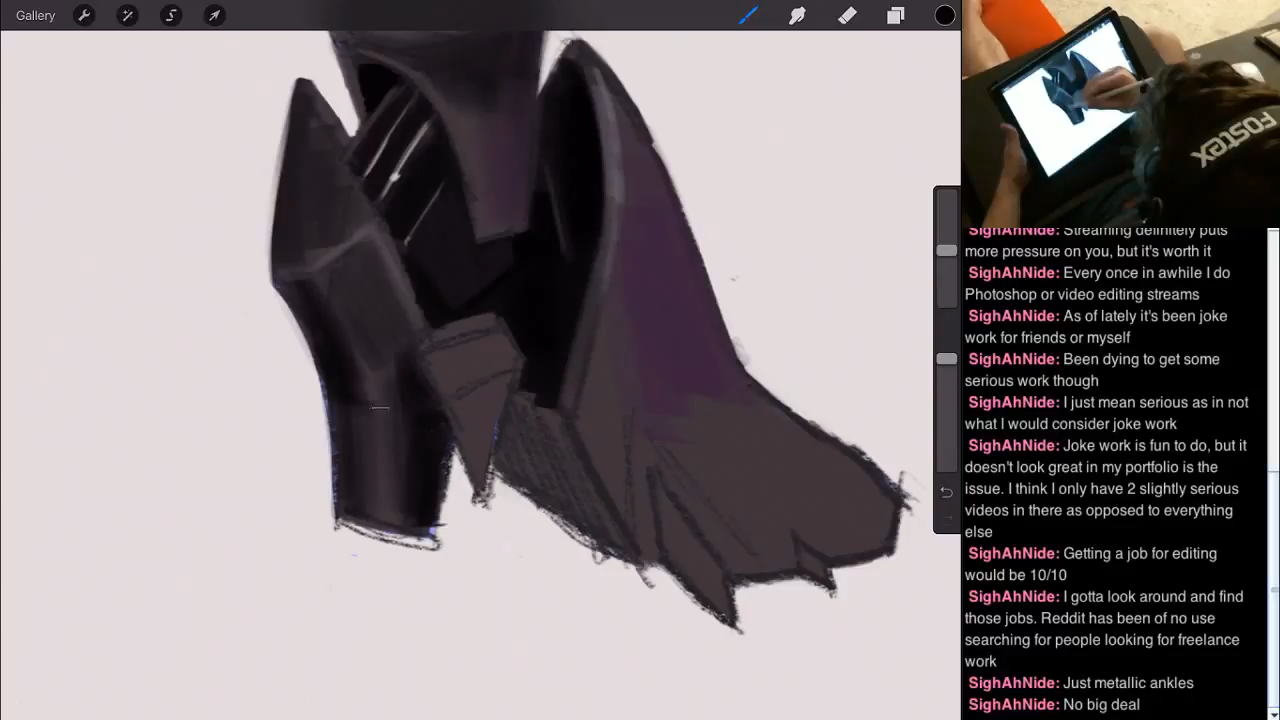 Gallery
FOSTEX
SighAhNide: Streaming definitely puts
more pressure on you, but it's worth it
SighAhNide: Every once in awhile I do
Photoshop or video editing streams
SighAhNide: As of lately it's been joke
work for friends or myself
SighAhNide: Been dying to get some
serious work though
SighAhNide: I just mean serious as in not
what I would consider joke work
SighAhNide: Joke work is fun to do, but it
doesn't look great in my portfolio is the
issue. I think I only have 2 slightly serious
videos in there as opposed to everything
else
SighAhNide: Getting a job for editing
would be 10/10
SighAhNide: I gotta look around and find
those jobs. Reddit has been of no use
searching for people looking for freelance
work
SighAhNide: Just metallic ankles
SighAhNide: No big deal